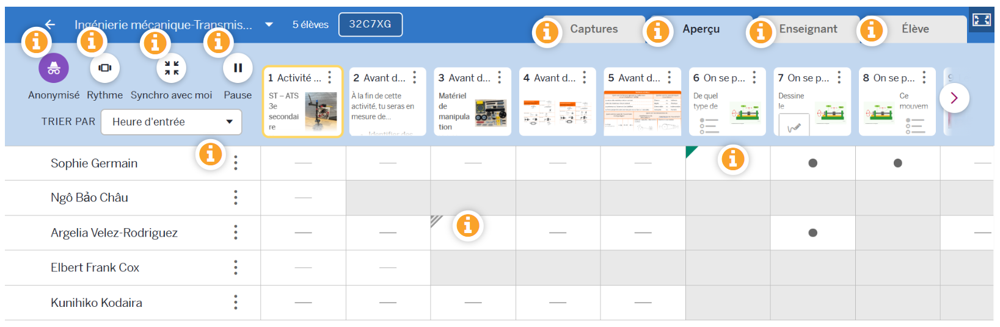 Ingénierie mécanique-Transmis...
5 élèves
32C7XG
Captures
Aperçu
Enseignant
Élève
Anonymisé
Rythme
Synchro avec moi
Pause
TRIER PAR
Heure d'entrée
1 Activité ...
ST – ATS
3e
secondai
re
2 Avant d...
À la fin de cette
activité, tu seras en
mesure de...
Identifier des
3 Avant d...
Matériel
de
manipula
tion
4 Avant d...
5 Avant d...
6 On se p...
De quel
type de
7 On se p...
Dessine
le
8 On se p...
Ce
mouvem
9
Sophie Germain
Ngô Bảo Châu
Argelia Velez-Rodriguez
Elbert Frank Cox
Kunihiko Kodaira